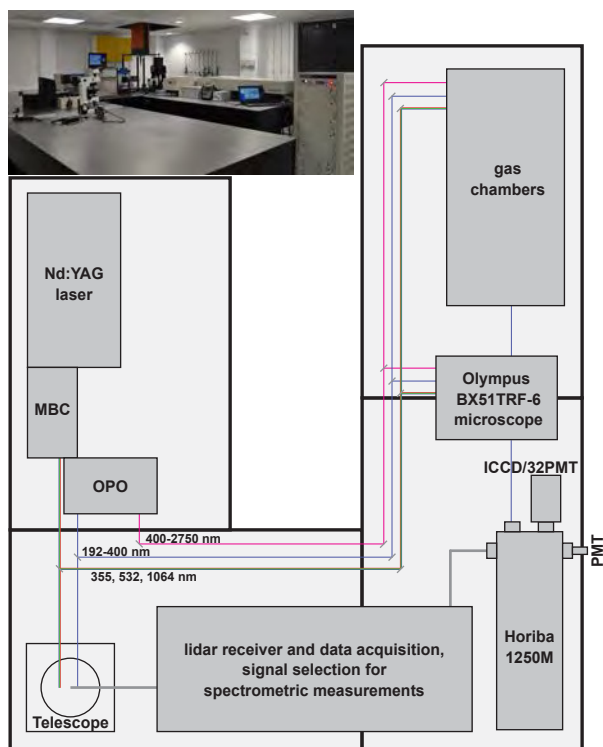 gas
chambers
Nd:YAG
laser
MBC
OPO
Olympus
BX51TRF-6
microscope
ICCD/32PMT
PMT
400-2750 nm
192-400 nm
355, 532, 1064 nm
Horiba
1250M
lidar receiver and data acquisition,
signal selection for
spectrometric measurements
Telescope